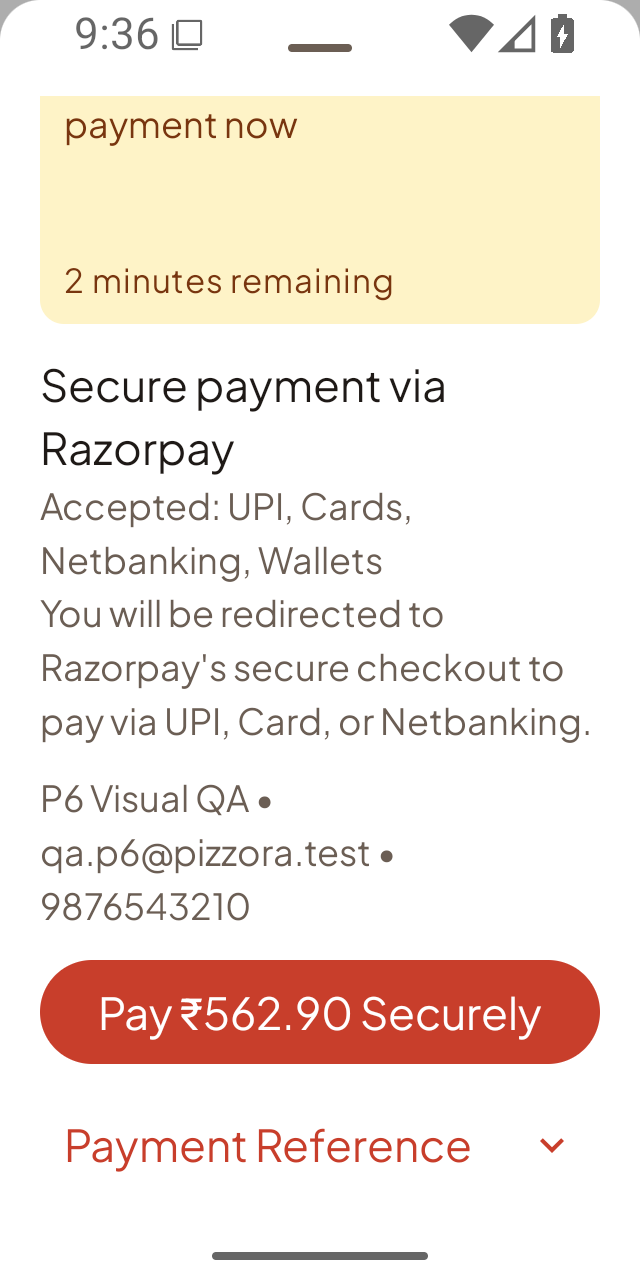 9:36
payment now
2 minutes remaining
Secure payment via
Razorpay
Accepted: UPI, Cards,
Netbanking, Wallets
You will be redirected to
Razorpay's secure checkout to
pay via UPI, Card, or Netbanking.
P6 Visual QA •
qa.p6@pizzora.test •
9876543210
Pay ₹562.90 Securely
Payment Reference